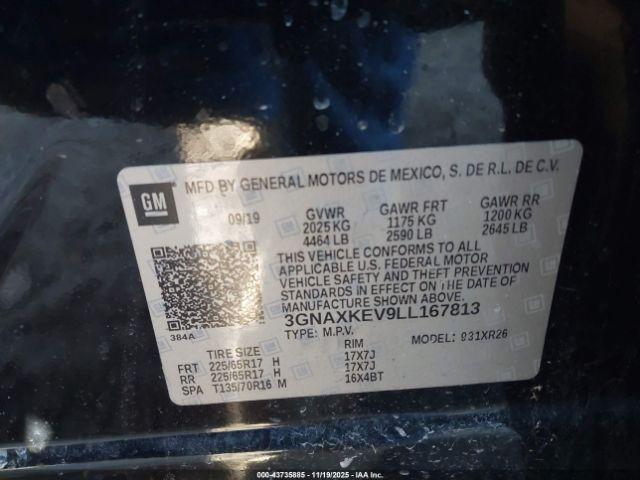 GM
MFD BY GENERAL MOTORS DE MEXICO, S. DE R.L. DE C.V.
09/19 GVWR GAWR FRT GAWR RR
2025 KG 1175 KG 1200 KG
4464 LB 2590 LB 2645 LB
THIS VEHICLE CONFORMS TO ALL
APPLICABLE U.S. FEDERAL MOTOR
VEHICLE SAFETY AND THEFT PREVENTION
STANDARDS IN EFFECT ON THE DATE OF
MANUFACTURE SHOWN ABOVE.
384A 3GNAXKEV9LL167813
TYPE: M.P.V. MODEL: 931XR26
TIRE SIZE RIM
FRT 225/65R17 H 17X7J
RR 225/65R17 H 17X7J
SPA T135/70R16 M 16X4BT
000-43735885 - 11/19/2025 - IAA Inc.